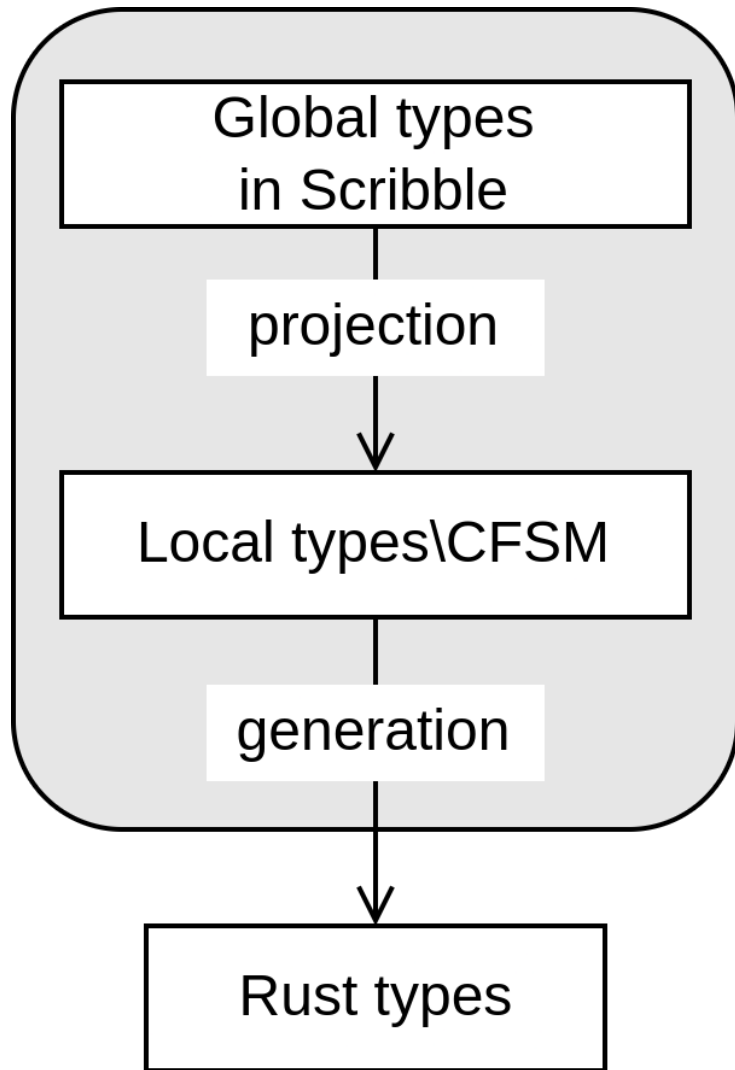 Global types
in Scribble
projection
Local types\CFSM
generation
Rust types